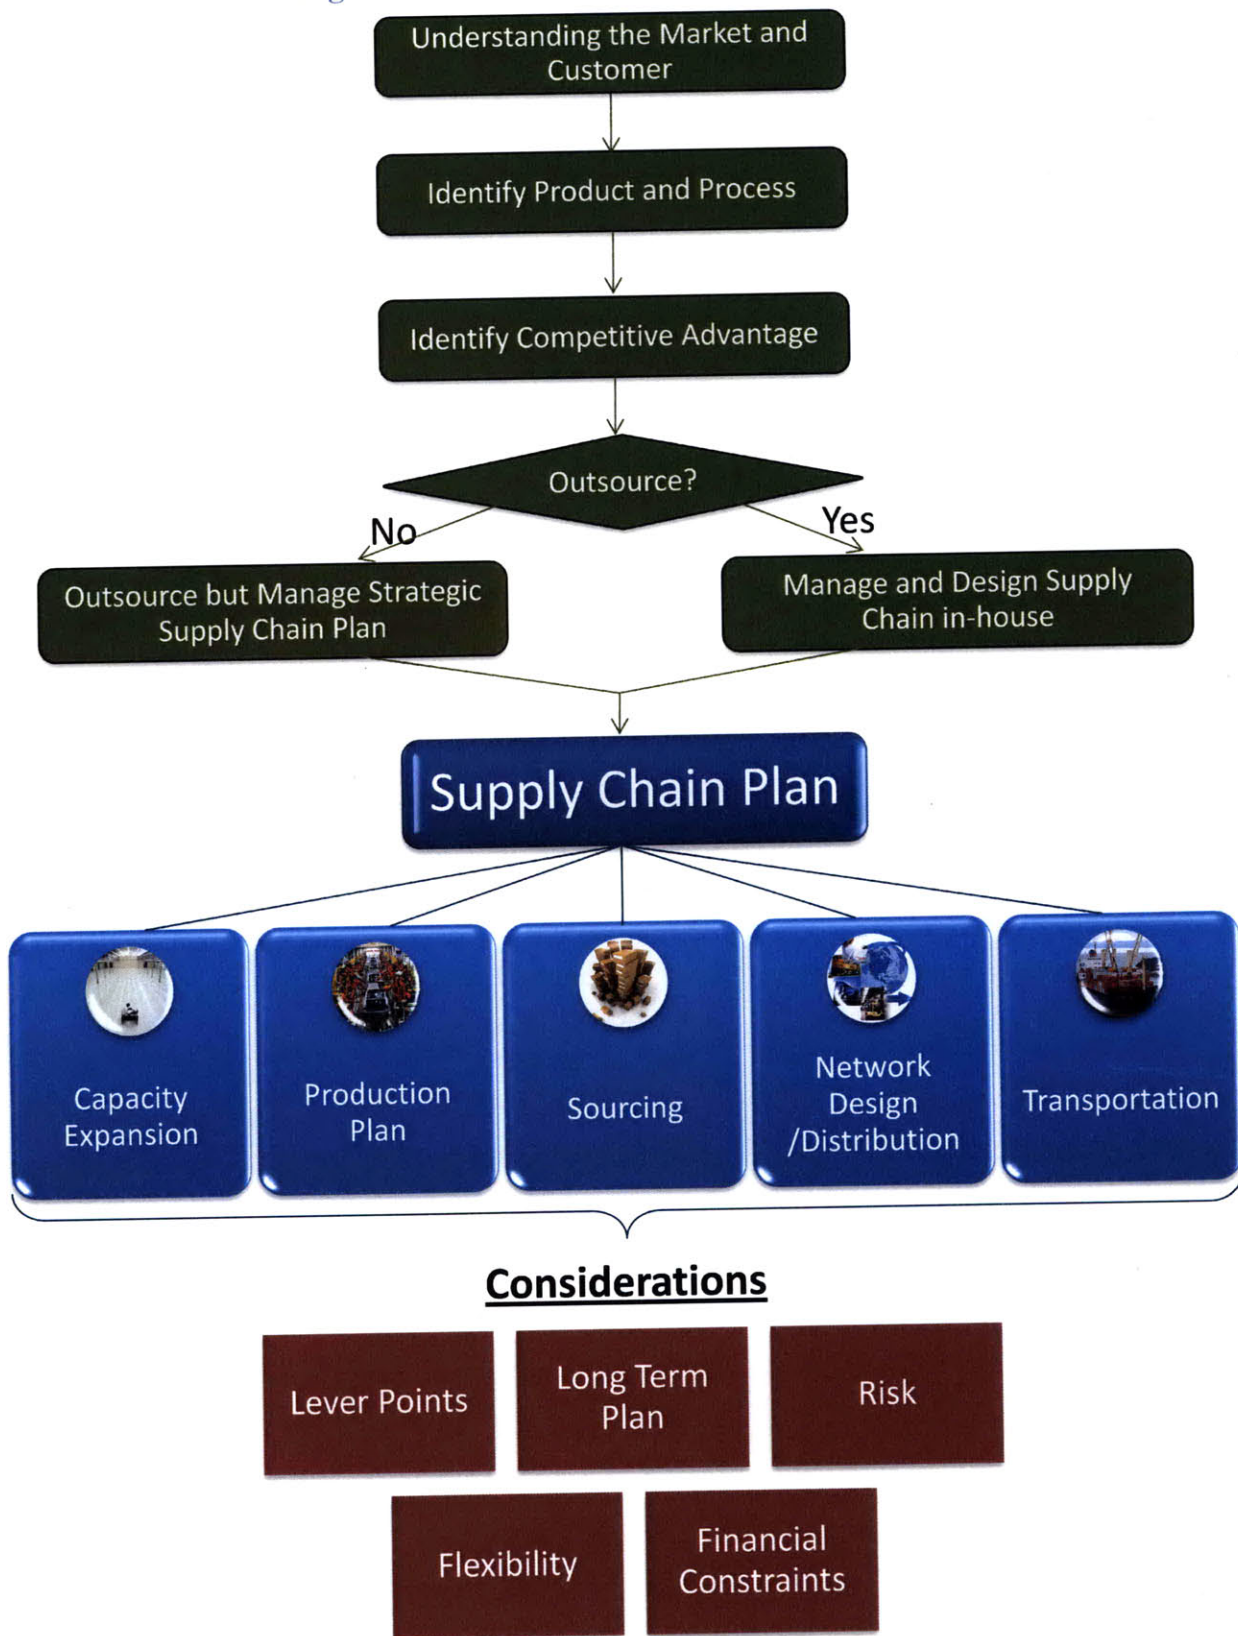 Understanding the Market and
Customer
Identify Product and Process
Identify Competitive Advantage
Outsource?
No
Yes
Outsource but Manage Strategic
Supply Chain Plan
Manage and Design Supply
Chain in-house
Supply Chain Plan
Capacity
Expansion
Production
Plan
Sourcing
Network
Design
/Distribution
Transportation
Considerations
Lever Points
Long Term
Plan
Risk
Flexibility
Financial
Constraints